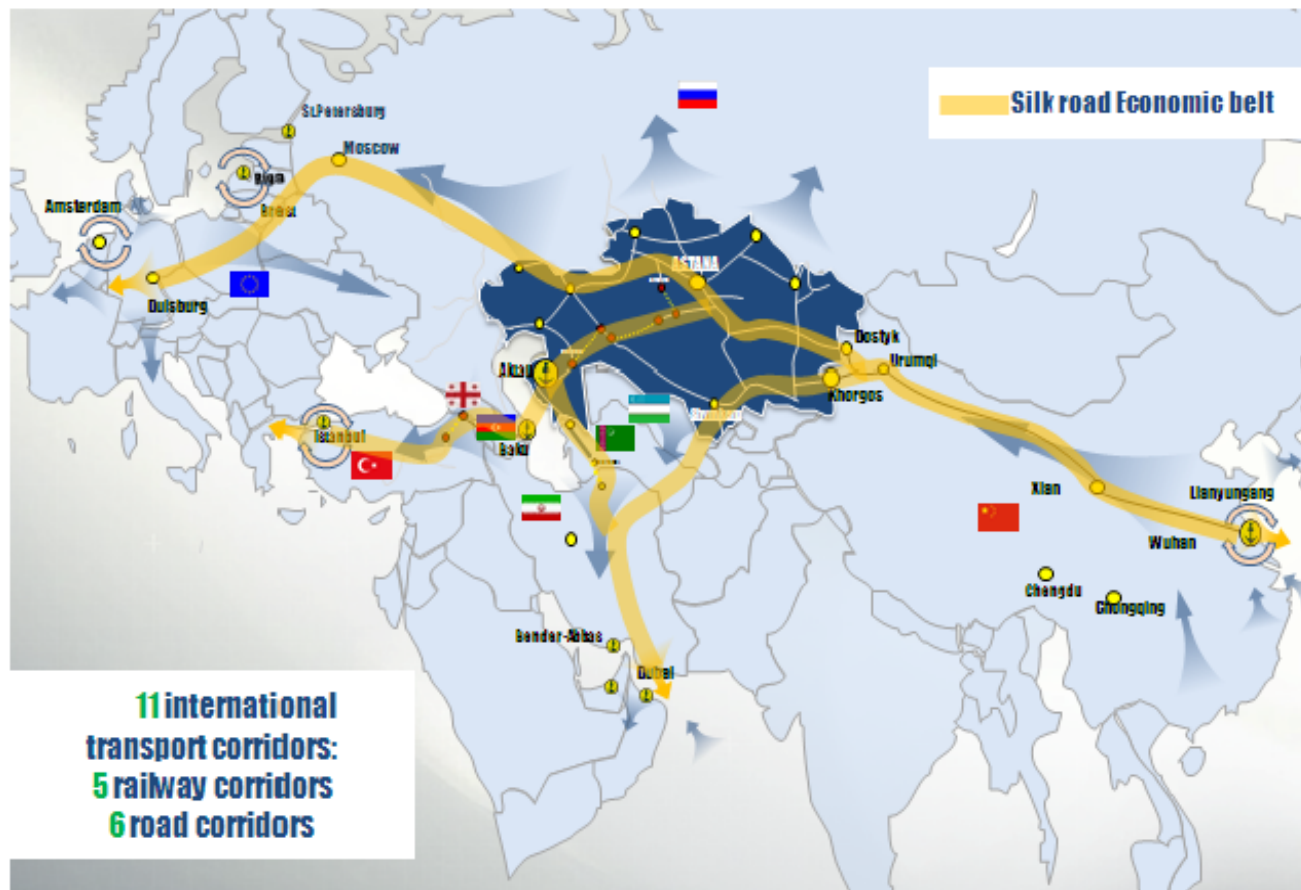 St.Petersburg
Moscow
Silk road Economic belt
Riga
Amsterdam
Brest
ASTANA
Duisburg
Dostyk
Urumqi
Aktau
Khorgos
Istanbul
Baku
Xian
Lianyungang
Wuhan
Chengdu
Chongqing
Bender-Abbas
Dubai
11 international
transport corridors:
5 railway corridors
6 road corridors